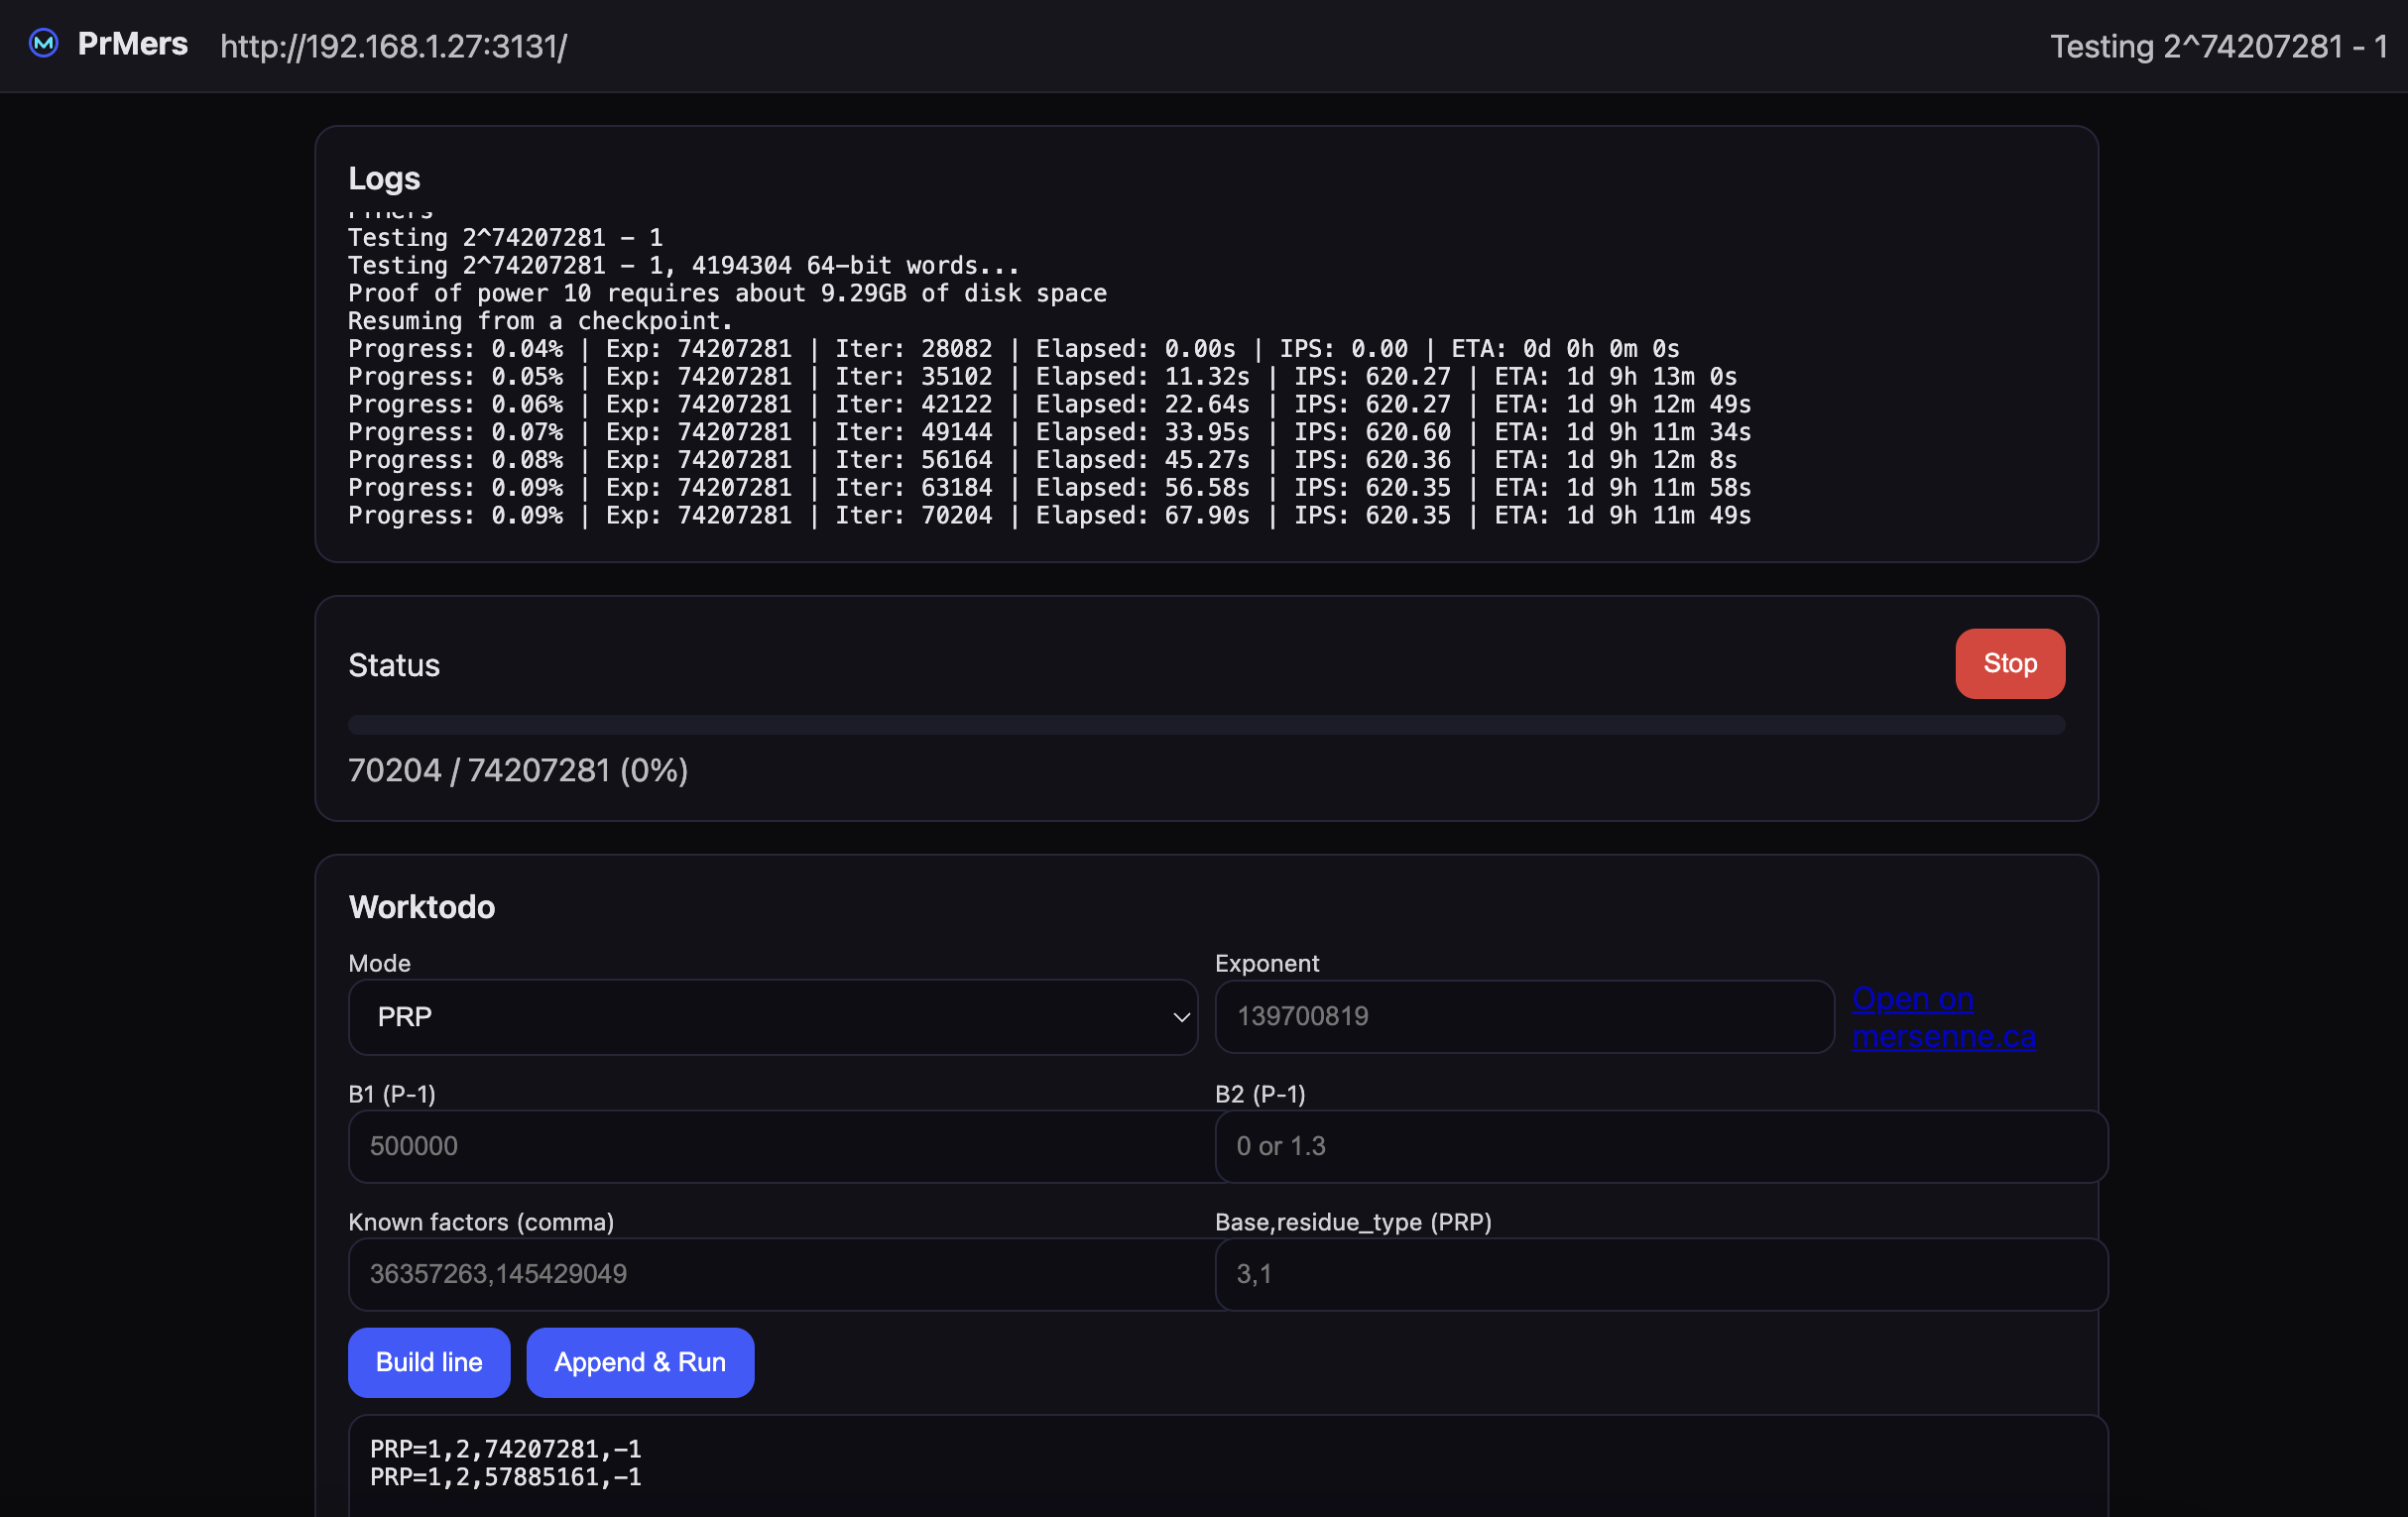 PrMers http://192.168.1.27:3131/ Testing 2^74207281 - 1
Logs
PrMers
Testing 2^74207281 - 1
Testing 2^74207281 - 1, 4194304 64-bit words...
Proof of power 10 requires about 9.29GB of disk space
Resuming from a checkpoint.
Progress: 0.04% | Exp: 74207281 | Iter: 28082 | Elapsed: 0.00s | IPS: 0.00 | ETA: 0d 0h 0m 0s
Progress: 0.05% | Exp: 74207281 | Iter: 35102 | Elapsed: 11.32s | IPS: 620.27 | ETA: 1d 9h 13m 0s
Progress: 0.06% | Exp: 74207281 | Iter: 42122 | Elapsed: 22.64s | IPS: 620.27 | ETA: 1d 9h 12m 49s
Progress: 0.07% | Exp: 74207281 | Iter: 49144 | Elapsed: 33.95s | IPS: 620.60 | ETA: 1d 9h 11m 34s
Progress: 0.08% | Exp: 74207281 | Iter: 56164 | Elapsed: 45.27s | IPS: 620.36 | ETA: 1d 9h 12m 8s
Progress: 0.09% | Exp: 74207281 | Iter: 63184 | Elapsed: 56.58s | IPS: 620.35 | ETA: 1d 9h 11m 58s
Progress: 0.09% | Exp: 74207281 | Iter: 70204 | Elapsed: 67.90s | IPS: 620.35 | ETA: 1d 9h 11m 49s
Status
Stop
70204 / 74207281 (0%)
Worktodo
Mode
PRP
Exponent
139700819
Open on
mersenne.ca
B1 (P-1)
500000
B2 (P-1)
0 or 1.3
Known factors (comma)
36357263,145429049
Base,residue_type (PRP)
3,1
Build line
Append & Run
PRP=1,2,74207281,-1
PRP=1,2,57885161,-1